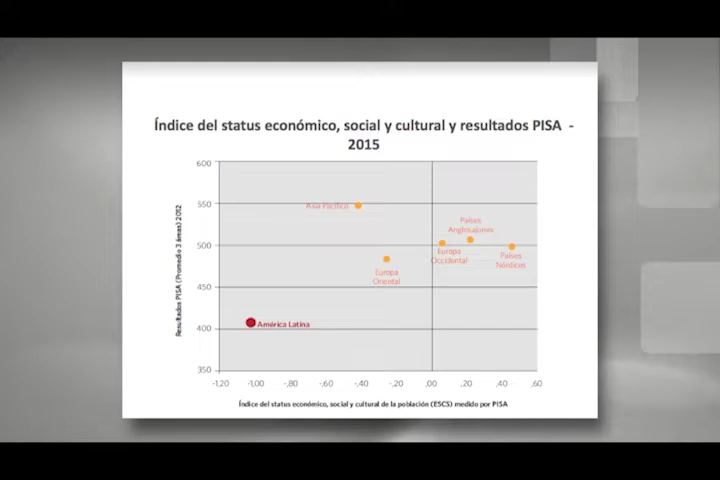 Índice del status económico, social y cultural y resultados PISA -
2015
Resultados PISA (Promedio 3 áreas) 2012
600
550
500
450
400
350
Asia Pacífico
Países
Anglosajones
Europa
Occidental
Países
Nórdicos
Europa
Oriental
América Latina
-1,20 -1,00 -,80 -,60 -,40 -,20 ,00 ,20 ,40 ,60
Índice del status económico, social y cultural de la población (ESCS) medido por PISA